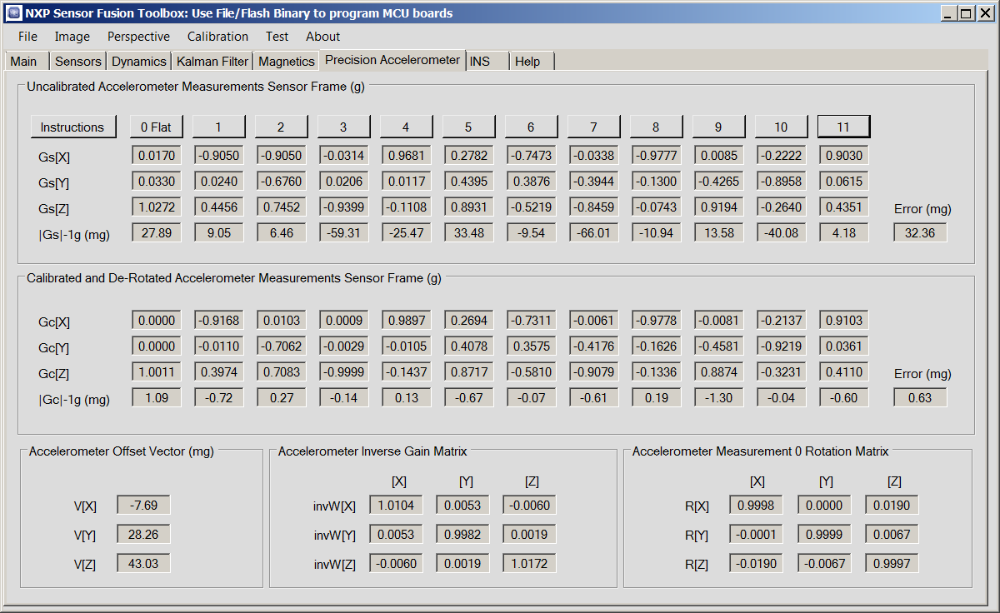 NXP Sensor Fusion Toolbox: Use File/Flash Binary to program MCU boards
File Image Perspective Calibration Test About
Main Sensors Dynamics Kalman Filter Magnetics Precision Accelerometer INS Help
Uncalibrated Accelerometer Measurements Sensor Frame (g)
Instructions 0 Flat 1 2 3 4 5 6 7 8 9 10 11
Gs[X] 0.0170 -0.9050 -0.9050 -0.0314 0.9681 0.2782 -0.7473 -0.0338 -0.9777 0.0085 -0.2222 0.9030
Gs[Y] 0.0330 0.0240 -0.6760 0.0206 0.0117 0.4395 0.3876 -0.3944 -0.1300 -0.4265 -0.8958 0.0615
Gs[Z] 1.0272 0.4456 0.7452 -0.9399 -0.1108 0.8931 -0.5219 -0.8459 -0.0743 0.9194 -0.2640 0.4351 Error (mg)
|Gs|-1g (mg) 27.89 9.05 6.46 -59.31 -25.47 33.48 -9.54 -66.01 -10.94 13.58 -40.08 4.18 32.36
Calibrated and De-Rotated Accelerometer Measurements Sensor Frame (g)
Gc[X] 0.0000 -0.9168 0.0103 0.0009 0.9897 0.2694 -0.7311 -0.0061 -0.9778 -0.0081 -0.2137 0.9103
Gc[Y] 0.0000 -0.0110 -0.7062 -0.0029 -0.0105 0.4078 0.3575 -0.4176 -0.1626 -0.4581 -0.9219 0.0361
Gc[Z] 1.0011 0.3974 0.7083 -0.9999 -0.1437 0.8717 -0.5810 -0.9079 -0.1336 0.8874 -0.3231 0.4110 Error (mg)
|Gc|-1g (mg) 1.09 -0.72 0.27 -0.14 0.13 -0.67 -0.07 -0.61 0.19 -1.30 -0.04 -0.60 0.63
Accelerometer Offset Vector (mg)
V[X] -7.69
V[Y] 28.26
V[Z] 43.03
Accelerometer Inverse Gain Matrix
[X] [Y] [Z]
invW[X] 1.0104 0.0053 -0.0060
invW[Y] 0.0053 0.9982 0.0019
invW[Z] -0.0060 0.0019 1.0172
Accelerometer Measurement 0 Rotation Matrix
[X] [Y] [Z]
R[X] 0.9998 0.0000 0.0190
R[Y] -0.0001 0.9999 0.0067
R[Z] -0.0190 -0.0067 0.9997